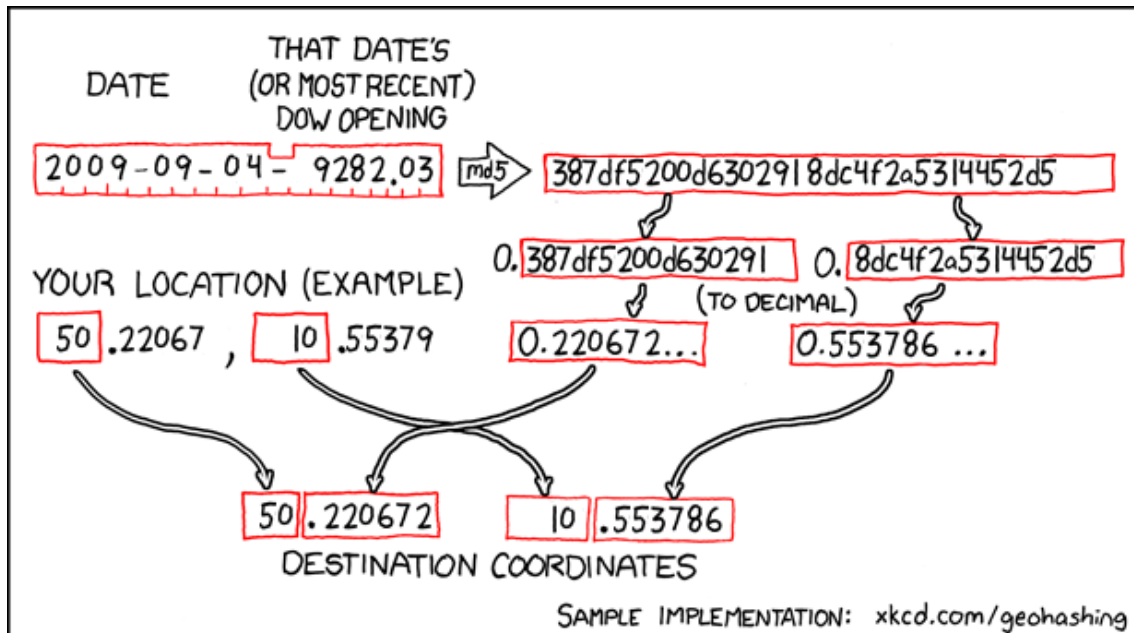 THAT DATE'S
DATE (OR MOST RECENT)
DOW OPENING
2009-09-04- 9282.03 md5 387df5200d6302918dc4f2a5314452d5
0.387df5200d630291 0.8dc4f2a5314452d5
YOUR LOCATION (EXAMPLE) (TO DECIMAL)
50.22067, 10.55379 0.220672... 0.553786...
50.220672 10.553786
DESTINATION COORDINATES
SAMPLE IMPLEMENTATION: xkcd.com/geohashing